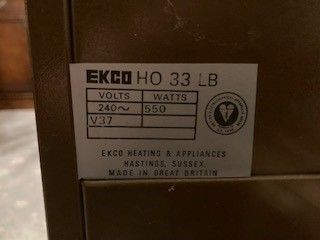 EKCO HO 33 LB
VOLTS WATTS
240~ 550
V37
EKCO HEATING & APPLIANCES
HASTINGS, SUSSEX.
MADE IN GREAT BRITAIN